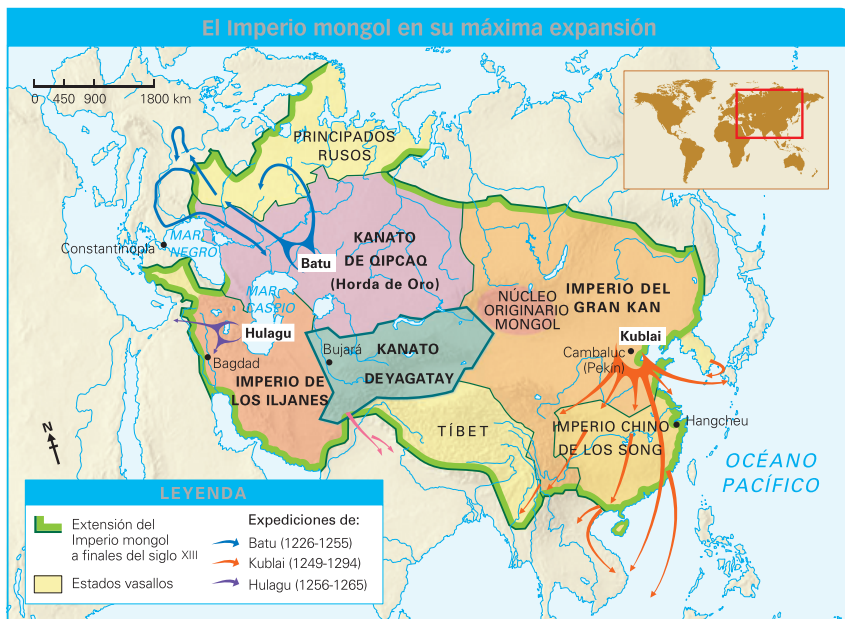 El Imperio mongol en su máxima expansión
0 450 900 1800 km
PRINCIPADOS
RUSOS
Constantinopla
MAR
NEGRO
KANATO
DE QIPCAQ
(Horda de Oro)
Batu
MAR
CASPIO
NÚCLEO
ORIGINARIO
MONGOL
IMPERIO DEL
GRAN KAN
Hulagu
Kublai
Bagdad
Bujará
KANATO
DEYAGATAY
Cambaluc
(Pekín)
IMPERIO DE
LOS ILJANES
TÍBET
IMPERIO CHINO
DE LOS SONG
Hangcheu
N
OCÉANO
PACÍFICO
LEYENDA
Extensión del
Imperio mongol
a finales del siglo XIII
Estados vasallos
Expediciones de:
Batu (1226-1255)
Kublai (1249-1294)
Hulagu (1256-1265)